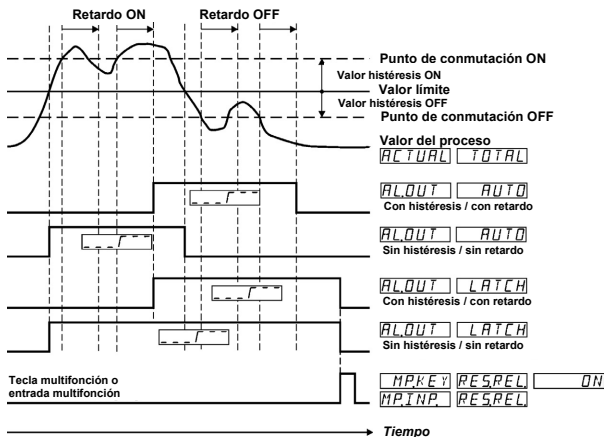 Retardo ON
Retardo OFF
Punto de conmutación ON
Valor histéresis ON
Valor límite
Valor histéresis OFF
Punto de conmutación OFF
Valor del proceso
ACTUAL TOTAL
AL.OUT AUTO
Con histéresis / con retardo
AL.OUT AUTO
Sin histéresis / sin retardo
AL.OUT LATCH
Con histéresis / con retardo
AL.OUT LATCH
Sin histéresis / sin retardo
Tecla multifonción o
entrada multifonción
MP.KEY RES.REL. ON
MP.INP. RES.REL.
Tiempo